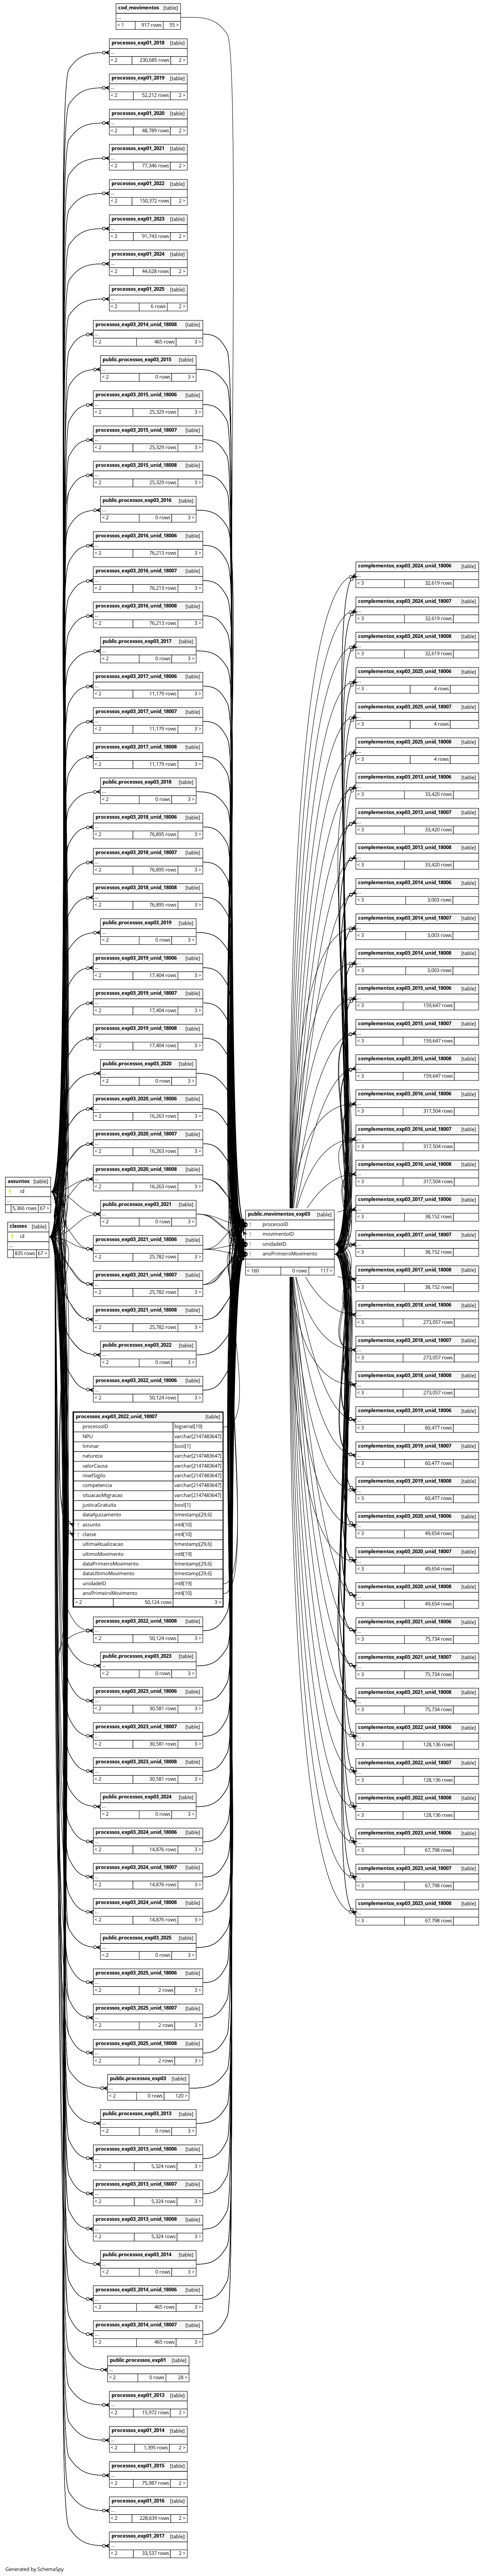 cod_movimentos [table]
...
< 1 917 rows 55 >
processos_exp01_2018 [table]
...
< 2 230,685 rows 2 >
processos_exp01_2019 [table]
...
< 2 52,212 rows 2 >
processos_exp01_2020 [table]
...
< 2 48,789 rows 2 >
processos_exp01_2021 [table]
...
< 2 77,346 rows 2 >
processos_exp01_2022 [table]
...
< 2 150,372 rows 2 >
processos_exp01_2023 [table]
...
< 2 91,743 rows 2 >
processos_exp01_2024 [table]
...
< 2 44,628 rows 2 >
processos_exp01_2025 [table]
...
< 2 6 rows 2 >
processos_exp03_2014_unid_18008 [table]
...
< 2 465 rows 3 >
public.processos_exp03_2015 [table]
...
< 2 0 rows 3 >
processos_exp03_2015_unid_18006 [table]
...
< 2 25,329 rows 3 >
processos_exp03_2015_unid_18007 [table]
...
< 2 25,329 rows 3 >
processos_exp03_2015_unid_18008 [table]
...
< 2 25,329 rows 3 >
public.processos_exp03_2016 [table]
...
< 2 0 rows 3 >
processos_exp03_2016_unid_18006 [table]
...
< 2 76,213 rows 3 >
processos_exp03_2016_unid_18007 [table]
...
< 2 76,213 rows 3 >
processos_exp03_2016_unid_18008 [table]
...
< 2 76,213 rows 3 >
public.processos_exp03_2017 [table]
...
< 2 0 rows 3 >
processos_exp03_2017_unid_18006 [table]
...
< 2 11,179 rows 3 >
processos_exp03_2017_unid_18007 [table]
...
< 2 11,179 rows 3 >
processos_exp03_2017_unid_18008 [table]
...
< 2 11,179 rows 3 >
public.processos_exp03_2018 [table]
...
< 2 0 rows 3 >
processos_exp03_2018_unid_18006 [table]
...
< 2 76,895 rows 3 >
processos_exp03_2018_unid_18007 [table]
...
< 2 76,895 rows 3 >
processos_exp03_2018_unid_18008 [table]
...
< 2 76,895 rows 3 >
public.processos_exp03_2019 [table]
...
< 2 0 rows 3 >
processos_exp03_2019_unid_18006 [table]
...
< 2 17,404 rows 3 >
processos_exp03_2019_unid_18007 [table]
...
< 2 17,404 rows 3 >
processos_exp03_2019_unid_18008 [table]
...
< 2 17,404 rows 3 >
public.processos_exp03_2020 [table]
...
< 2 0 rows 3 >
processos_exp03_2020_unid_18006 [table]
...
< 2 16,263 rows 3 >
processos_exp03_2020_unid_18007 [table]
...
< 2 16,263 rows 3 >
processos_exp03_2020_unid_18008 [table]
...
< 2 16,263 rows 3 >
public.processos_exp03_2021 [table]
...
< 2 0 rows 3 >
processos_exp03_2021_unid_18006 [table]
...
< 2 25,782 rows 3 >
processos_exp03_2021_unid_18007 [table]
...
< 2 25,782 rows 3 >
processos_exp03_2021_unid_18008 [table]
...
< 2 25,782 rows 3 >
public.processos_exp03_2022 [table]
...
< 2 0 rows 3 >
processos_exp03_2022_unid_18006 [table]
...
< 2 50,124 rows 3 >
processos_exp03_2022_unid_18007 [table]
processoID bigserial[19]
NPU varchar[2147483647]
liminar bool[1]
natureza varchar[2147483647]
valorCausa varchar[2147483647]
nivelSigilo varchar[2147483647]
competencia varchar[2147483647]
situacaoMigracao varchar[2147483647]
justicaGratuita bool[1]
dataAjuizamento timestamp[29,6]
assunto int4[10]
classe int4[10]
ultimaAtualizacao timestamp[29,6]
ultimoMovimento int8[19]
dataPrimeiroMovimento timestamp[29,6]
dataUltimoMovimento timestamp[29,6]
unidadeID int8[19]
anoPrimeiroMovimento int4[10]
< 2 50,124 rows 3 >
processos_exp03_2022_unid_18008 [table]
...
< 2 50,124 rows 3 >
public.processos_exp03_2023 [table]
...
< 2 0 rows 3 >
processos_exp03_2023_unid_18006 [table]
...
< 2 30,581 rows 3 >
processos_exp03_2023_unid_18007 [table]
...
< 2 30,581 rows 3 >
processos_exp03_2023_unid_18008 [table]
...
< 2 30,581 rows 3 >
public.processos_exp03_2024 [table]
...
< 2 0 rows 3 >
processos_exp03_2024_unid_18006 [table]
...
< 2 14,876 rows 3 >
processos_exp03_2024_unid_18007 [table]
...
< 2 14,876 rows 3 >
processos_exp03_2024_unid_18008 [table]
...
< 2 14,876 rows 3 >
public.processos_exp03_2025 [table]
...
< 2 0 rows 3 >
processos_exp03_2025_unid_18006 [table]
...
< 2 2 rows 3 >
processos_exp03_2025_unid_18007 [table]
...
< 2 2 rows 3 >
processos_exp03_2025_unid_18008 [table]
...
< 2 2 rows 3 >
public.processos_exp03 [table]
...
< 2 0 rows 120 >
public.processos_exp03_2013 [table]
...
< 2 0 rows 3 >
processos_exp03_2013_unid_18006 [table]
...
< 2 5,324 rows 3 >
processos_exp03_2013_unid_18007 [table]
...
< 2 5,324 rows 3 >
processos_exp03_2013_unid_18008 [table]
...
< 2 5,324 rows 3 >
public.processos_exp03_2014 [table]
...
< 2 0 rows 3 >
processos_exp03_2014_unid_18006 [table]
...
< 2 465 rows 3 >
processos_exp03_2014_unid_18007 [table]
...
< 2 465 rows 3 >
public.processos_exp01 [table]
...
< 2 0 rows 28 >
processos_exp01_2013 [table]
...
< 2 15,972 rows 2 >
processos_exp01_2014 [table]
...
< 2 1,395 rows 2 >
processos_exp01_2015 [table]
...
< 2 75,987 rows 2 >
processos_exp01_2016 [table]
...
< 2 228,639 rows 2 >
processos_exp01_2017 [table]
...
< 2 33,537 rows 2 >
assuntos [table]
id
...
5,366 rows 67 >
classes [table]
id
...
835 rows 67 >
public.movimentos_exp03 [table]
processoID
movimentoID
unidadeID
anoPrimeiroMovimento
...
< 160 0 rows 117 >
complementos_exp03_2024_unid_18006 [table]
...
< 3 32,619 rows
complementos_exp03_2024_unid_18007 [table]
...
< 3 32,619 rows
complementos_exp03_2024_unid_18008 [table]
...
< 3 32,619 rows
complementos_exp03_2025_unid_18006 [table]
...
< 3 4 rows
complementos_exp03_2025_unid_18007 [table]
...
< 3 4 rows
complementos_exp03_2025_unid_18008 [table]
...
< 3 4 rows
complementos_exp03_2013_unid_18006 [table]
...
< 3 33,420 rows
complementos_exp03_2013_unid_18007 [table]
...
< 3 33,420 rows
complementos_exp03_2013_unid_18008 [table]
...
< 3 33,420 rows
complementos_exp03_2014_unid_18006 [table]
...
< 3 3,003 rows
complementos_exp03_2014_unid_18007 [table]
...
< 3 3,003 rows
complementos_exp03_2014_unid_18008 [table]
...
< 3 3,003 rows
complementos_exp03_2015_unid_18006 [table]
...
< 3 159,647 rows
complementos_exp03_2015_unid_18007 [table]
...
< 3 159,647 rows
complementos_exp03_2015_unid_18008 [table]
...
< 3 159,647 rows
complementos_exp03_2016_unid_18006 [table]
...
< 3 317,504 rows
complementos_exp03_2016_unid_18007 [table]
...
< 3 317,504 rows
complementos_exp03_2016_unid_18008 [table]
...
< 3 317,504 rows
complementos_exp03_2017_unid_18006 [table]
...
< 3 38,152 rows
complementos_exp03_2017_unid_18007 [table]
...
< 3 38,152 rows
complementos_exp03_2017_unid_18008 [table]
...
< 3 38,152 rows
complementos_exp03_2018_unid_18006 [table]
...
< 3 273,057 rows
complementos_exp03_2018_unid_18007 [table]
...
< 3 273,057 rows
complementos_exp03_2018_unid_18008 [table]
...
< 3 273,057 rows
complementos_exp03_2019_unid_18006 [table]
...
< 3 60,477 rows
complementos_exp03_2019_unid_18007 [table]
...
< 3 60,477 rows
complementos_exp03_2019_unid_18008 [table]
...
< 3 60,477 rows
complementos_exp03_2020_unid_18006 [table]
...
< 3 49,654 rows
complementos_exp03_2020_unid_18007 [table]
...
< 3 49,654 rows
complementos_exp03_2020_unid_18008 [table]
...
< 3 49,654 rows
complementos_exp03_2021_unid_18006 [table]
...
< 3 75,734 rows
complementos_exp03_2021_unid_18007 [table]
...
< 3 75,734 rows
complementos_exp03_2021_unid_18008 [table]
...
< 3 75,734 rows
complementos_exp03_2022_unid_18006 [table]
...
< 3 128,136 rows
complementos_exp03_2022_unid_18007 [table]
...
< 3 128,136 rows
complementos_exp03_2022_unid_18008 [table]
...
< 3 128,136 rows
complementos_exp03_2023_unid_18006 [table]
...
< 3 67,798 rows
complementos_exp03_2023_unid_18007 [table]
...
< 3 67,798 rows
complementos_exp03_2023_unid_18008 [table]
...
< 3 67,798 rows
Generated by SchemaSpy